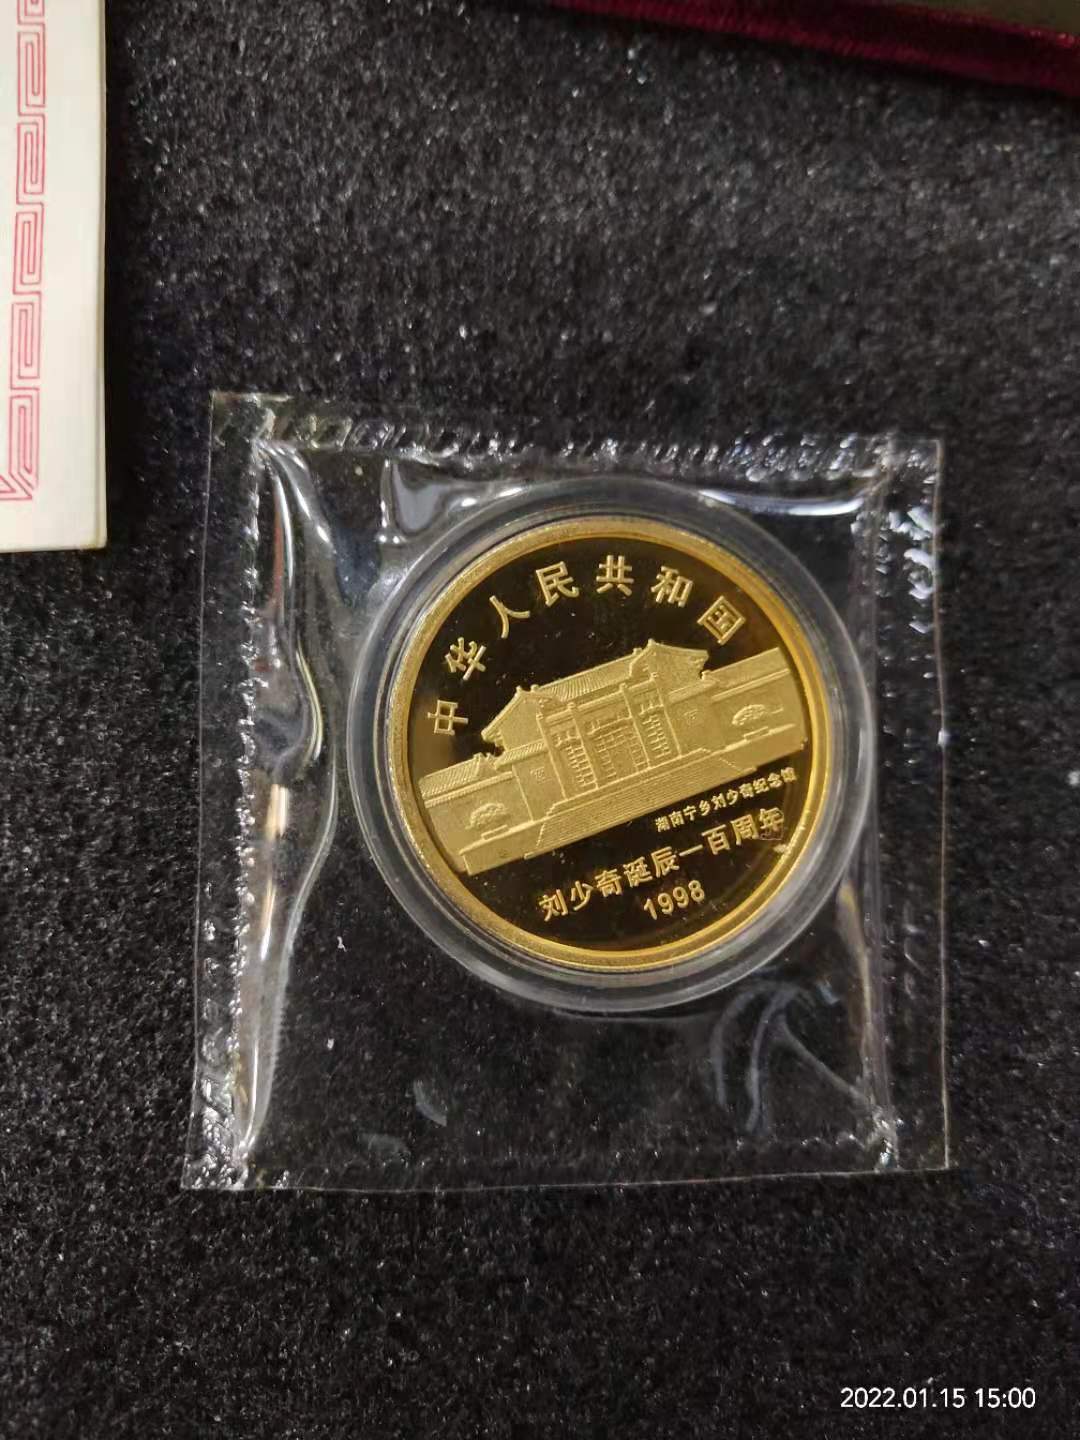 中华人民共和国
湖南宁乡刘少奇纪念馆
刘少奇诞辰一百周年
1998
2022.01.15 15:00